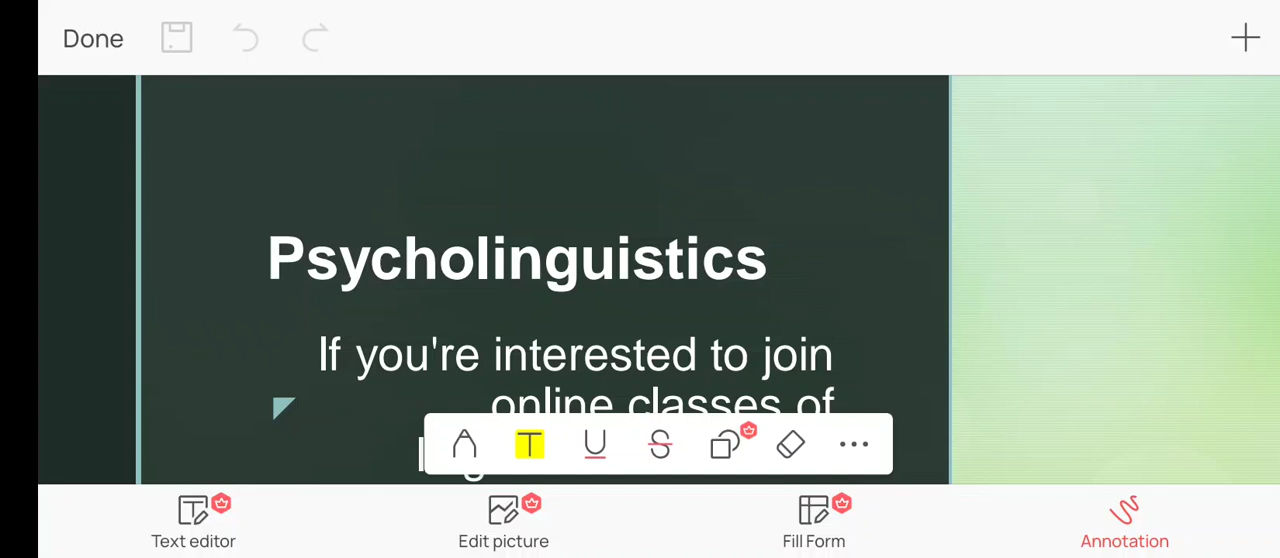 Done
Psycholinguistics
If you're interested to join
online classes of
Text editor
Edit picture
Fill Form
Annotation